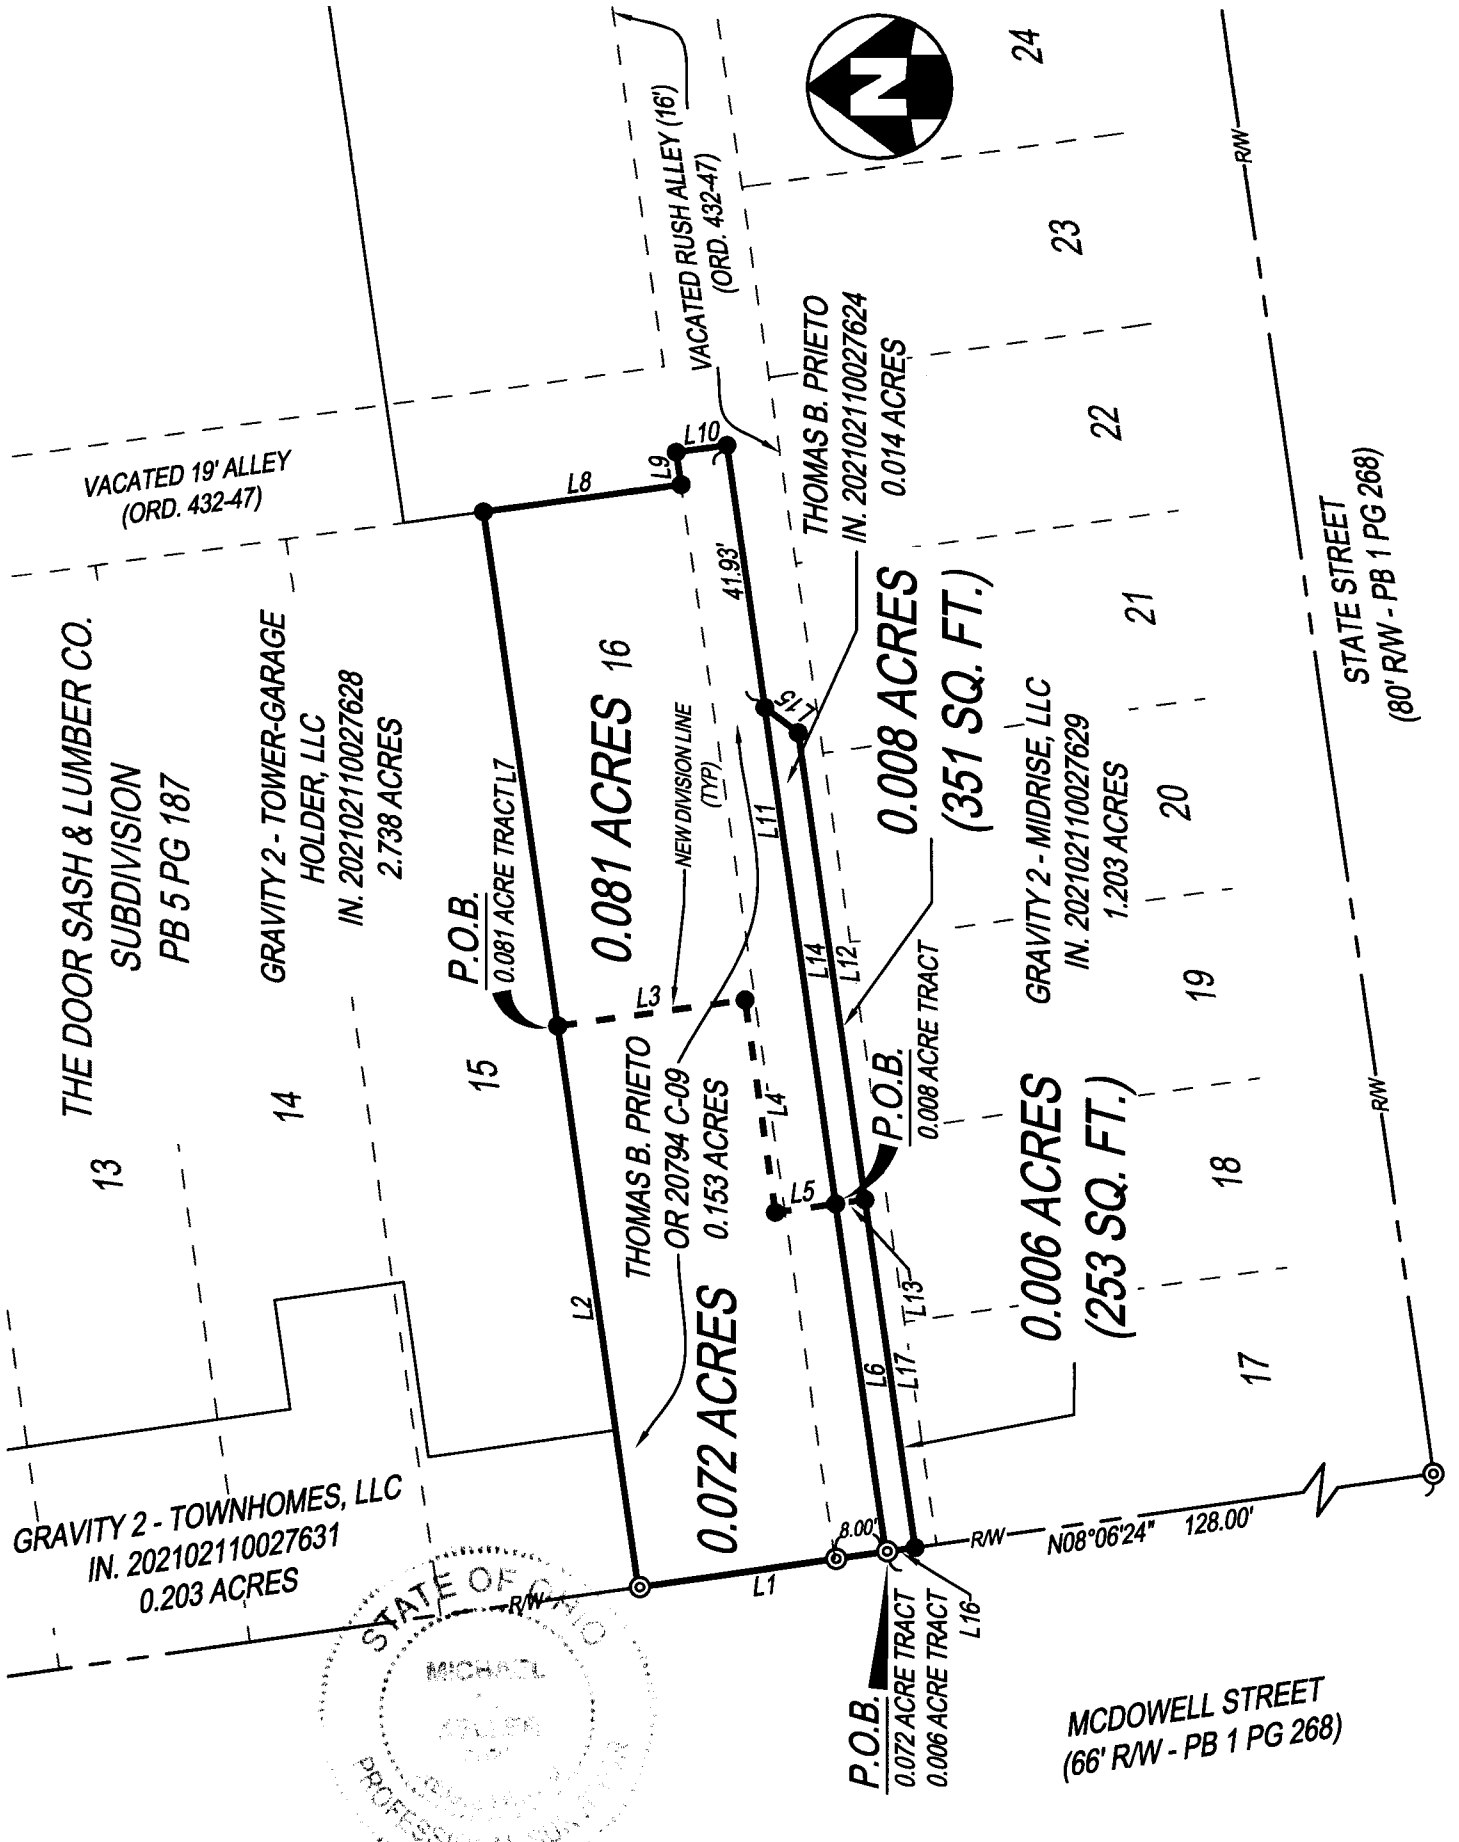 THE DOOR SASH & LUMBER CO.
SUBDIVISION
PB 5 PG 187
VACATED 19' ALLEY
(ORD. 432-47)
GRAVITY 2 - TOWER-GARAGE
HOLDER, LLC
IN. 202102110027628
2.738 ACRES
13
14
15
16
GRAVITY 2 - TOWNHOMES, LLC
IN. 202102110027631
0.203 ACRES
R/W
P.O.B.
0.081 ACRE TRACT
L7
L8
L9
L10
L2
L3
L4
L5
L1
0.081 ACRES
NEW DIVISION LINE
(TYP)
41.93'
THOMAS B. PRIETO
OR 20794 C-09
0.153 ACRES
0.072 ACRES
VACATED RUSH ALLEY (16')
(ORD. 432-47)
N
THOMAS B. PRIETO
IN. 202102110027624
0.014 ACRES
L15
L11
L14
L12
L6
L17
L13
8.00'
0.008 ACRES
(351 SQ. FT.)
P.O.B.
0.008 ACRE TRACT
GRAVITY 2 - MIDRISE, LLC
IN. 202102110027629
1.203 ACRES
0.006 ACRES
(253 SQ. FT.)
P.O.B.
0.072 ACRE TRACT
0.006 ACRE TRACT
L16
R/W
N08°06'24"
128.00'
17
18
19
20
21
22
23
24
R/W
R/W
STATE STREET
(80' R/W - PB 1 PG 268)
MCDOWELL STREET
(66' R/W - PB 1 PG 268)
STATE OF OHIO
MICHAEL
PROFESSIONAL